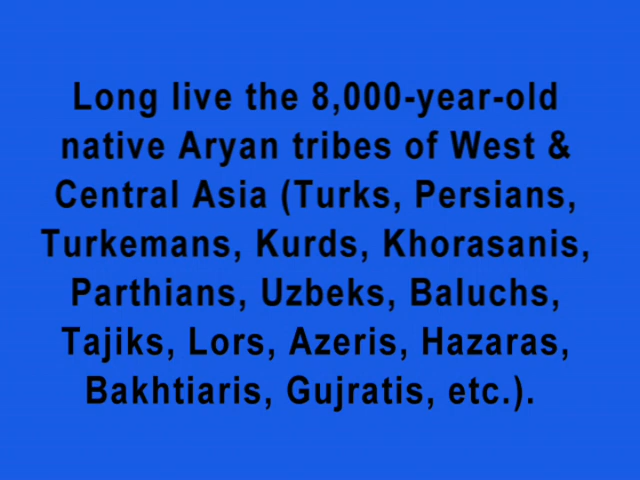 Long live the 8,000-year-old
native Aryan tribes of West &
Central Asia (Turks, Persians,
Turkemans, Kurds, Khorasanis,
Parthians, Uzbeks, Baluchs,
Tajiks, Lors, Azeris, Hazaras,
Bakhtiaris, Gujratis, etc.).